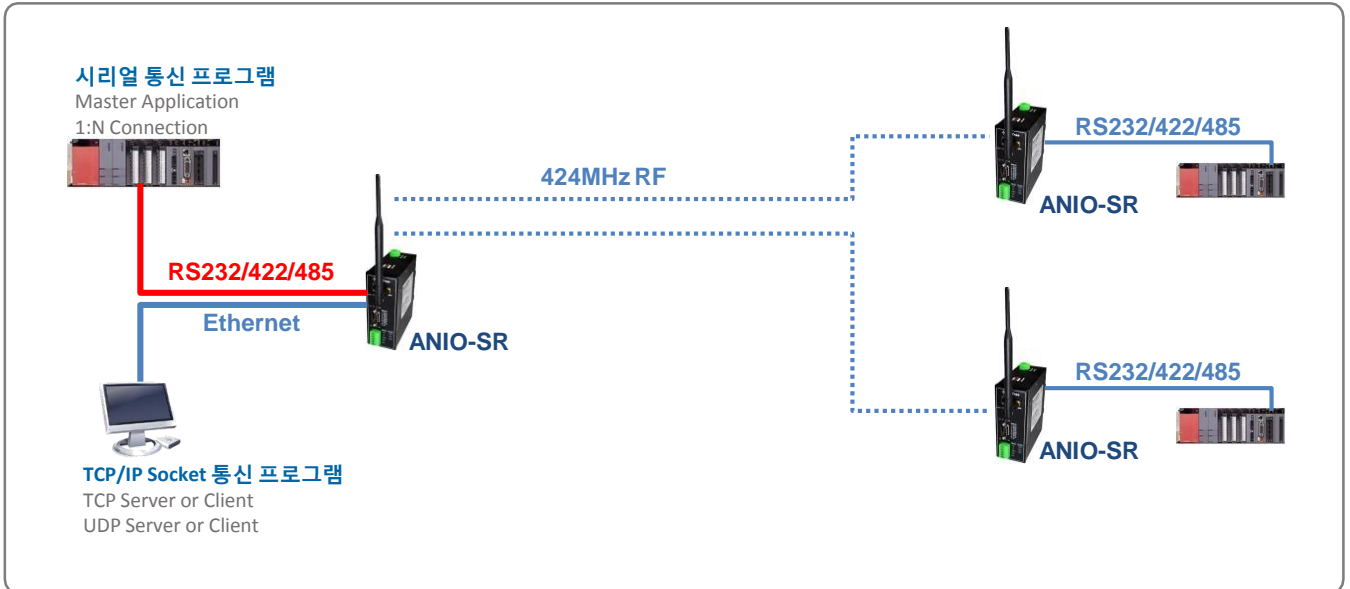 시리얼 통신 프로그램
Master Application
1:N Connection
RS232/422/485
Ethernet
ANIO-SR
TCP/IP Socket 통신 프로그램
TCP Server or Client
UDP Server or Client
424MHz RF
RS232/422/485
ANIO-SR
RS232/422/485
ANIO-SR